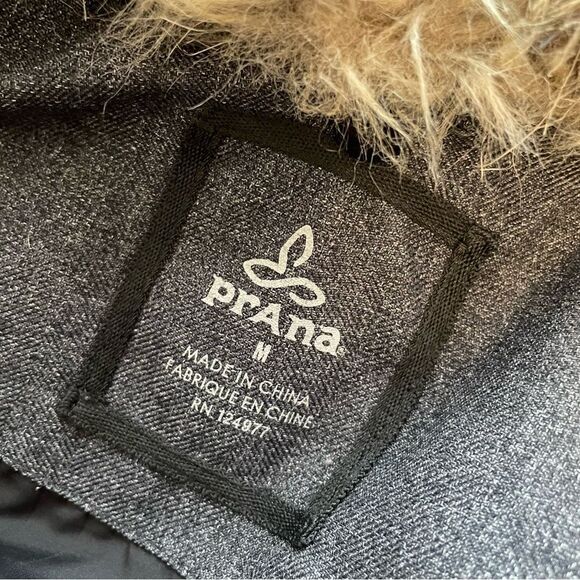 prAna
M
MADE IN CHINA
FABRIQUE EN CHINE
RN 124977